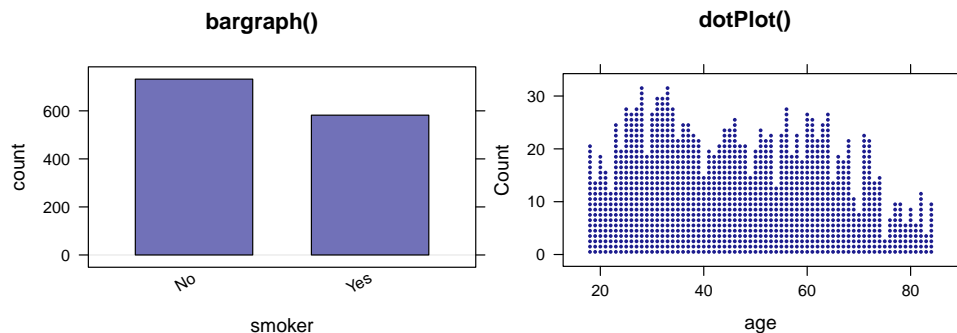 bargraph()
count
600
400
200
0
No
Yes
smoker
dotPlot()
Count
30
20
10
0
20
40
60
80
age